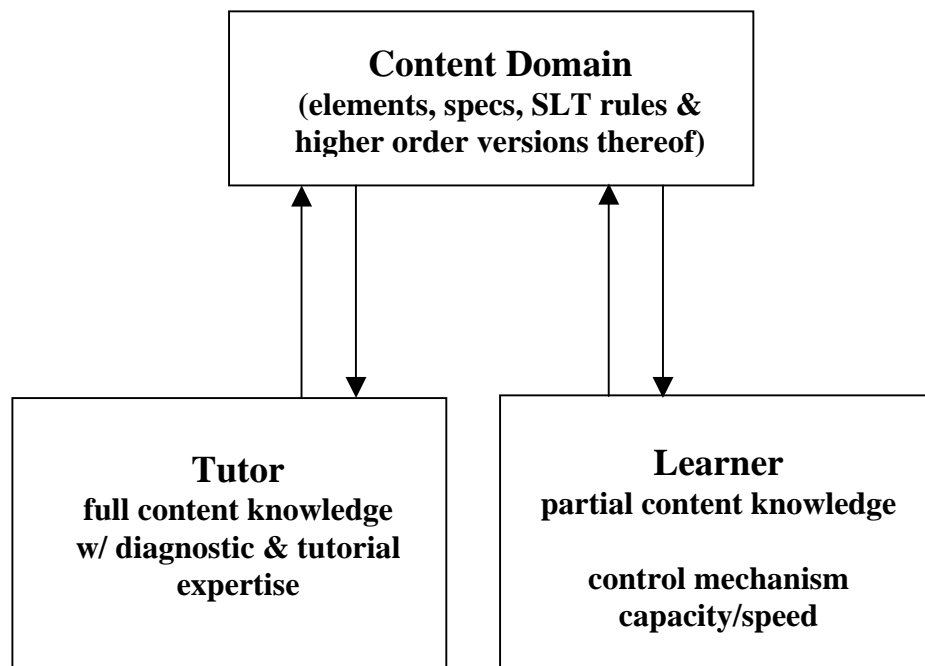 Content Domain
(elements, specs, SLT rules &
higher order versions thereof)
Tutor
full content knowledge
w/ diagnostic & tutorial
expertise
Learner
partial content knowledge
control mechanism
capacity/speed